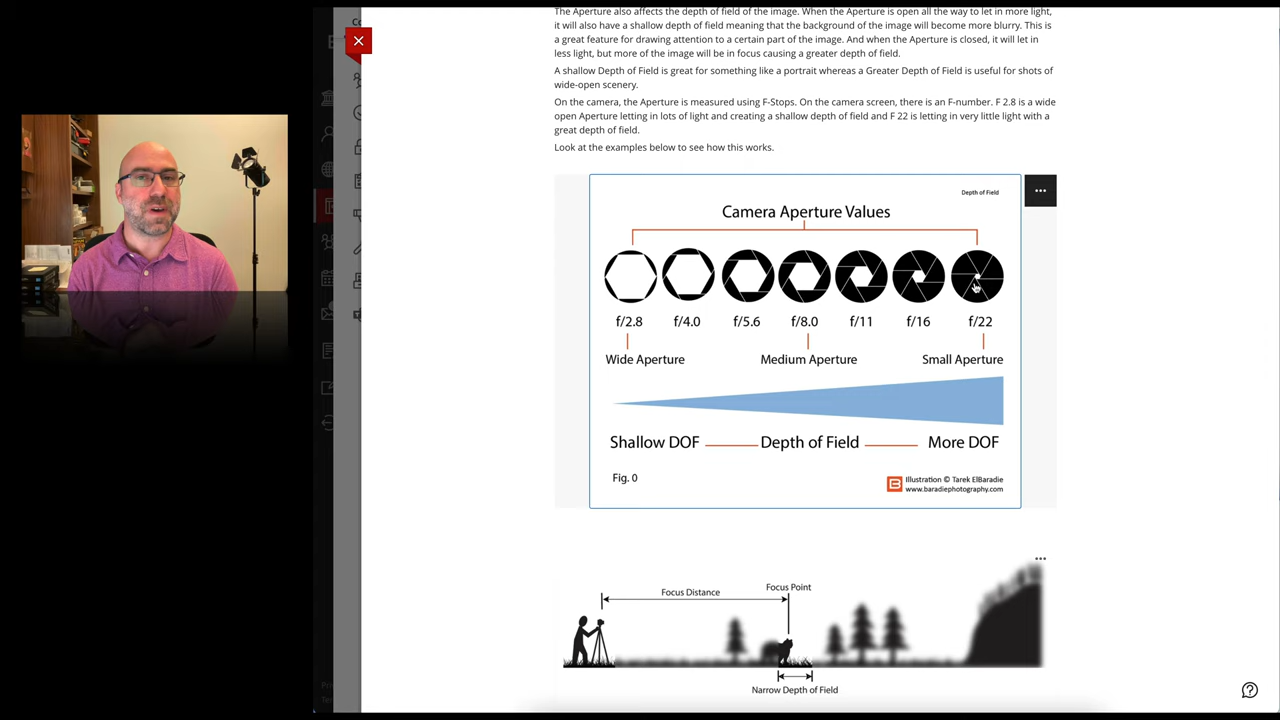 The Aperture also affects the depth of field of the image. When the Aperture is open all the way to let in more light,
it will also have a shallow depth of field meaning that the background of the image will become more blurry. This is
a great feature for drawing attention to a certain part of the image. And when the Aperture is closed, it will let in
less light, but more of the image will be in focus causing a greater depth of field.
A shallow Depth of Field is great for something like a portrait whereas a Greater Depth of Field is useful for shots of
wide-open scenery.
On the camera, the Aperture is measured using F-Stops. On the camera screen, there is an F-number. F 2.8 is a wide
open Aperture letting in lots of light and creating a shallow depth of field and F 22 is letting in very little light with a
great depth of field.
Look at the examples below to see how this works.
Depth of Field
Camera Aperture Values
f/2.8 f/4.0 f/5.6 f/8.0 f/11 f/16 f/22
Wide Aperture Medium Aperture Small Aperture
Shallow DOF Depth of Field More DOF
Fig. 0
Illustration © Tarek ElBaradie
www.baradiephotography.com
Focus Point
Focus Distance
Narrow Depth of Field